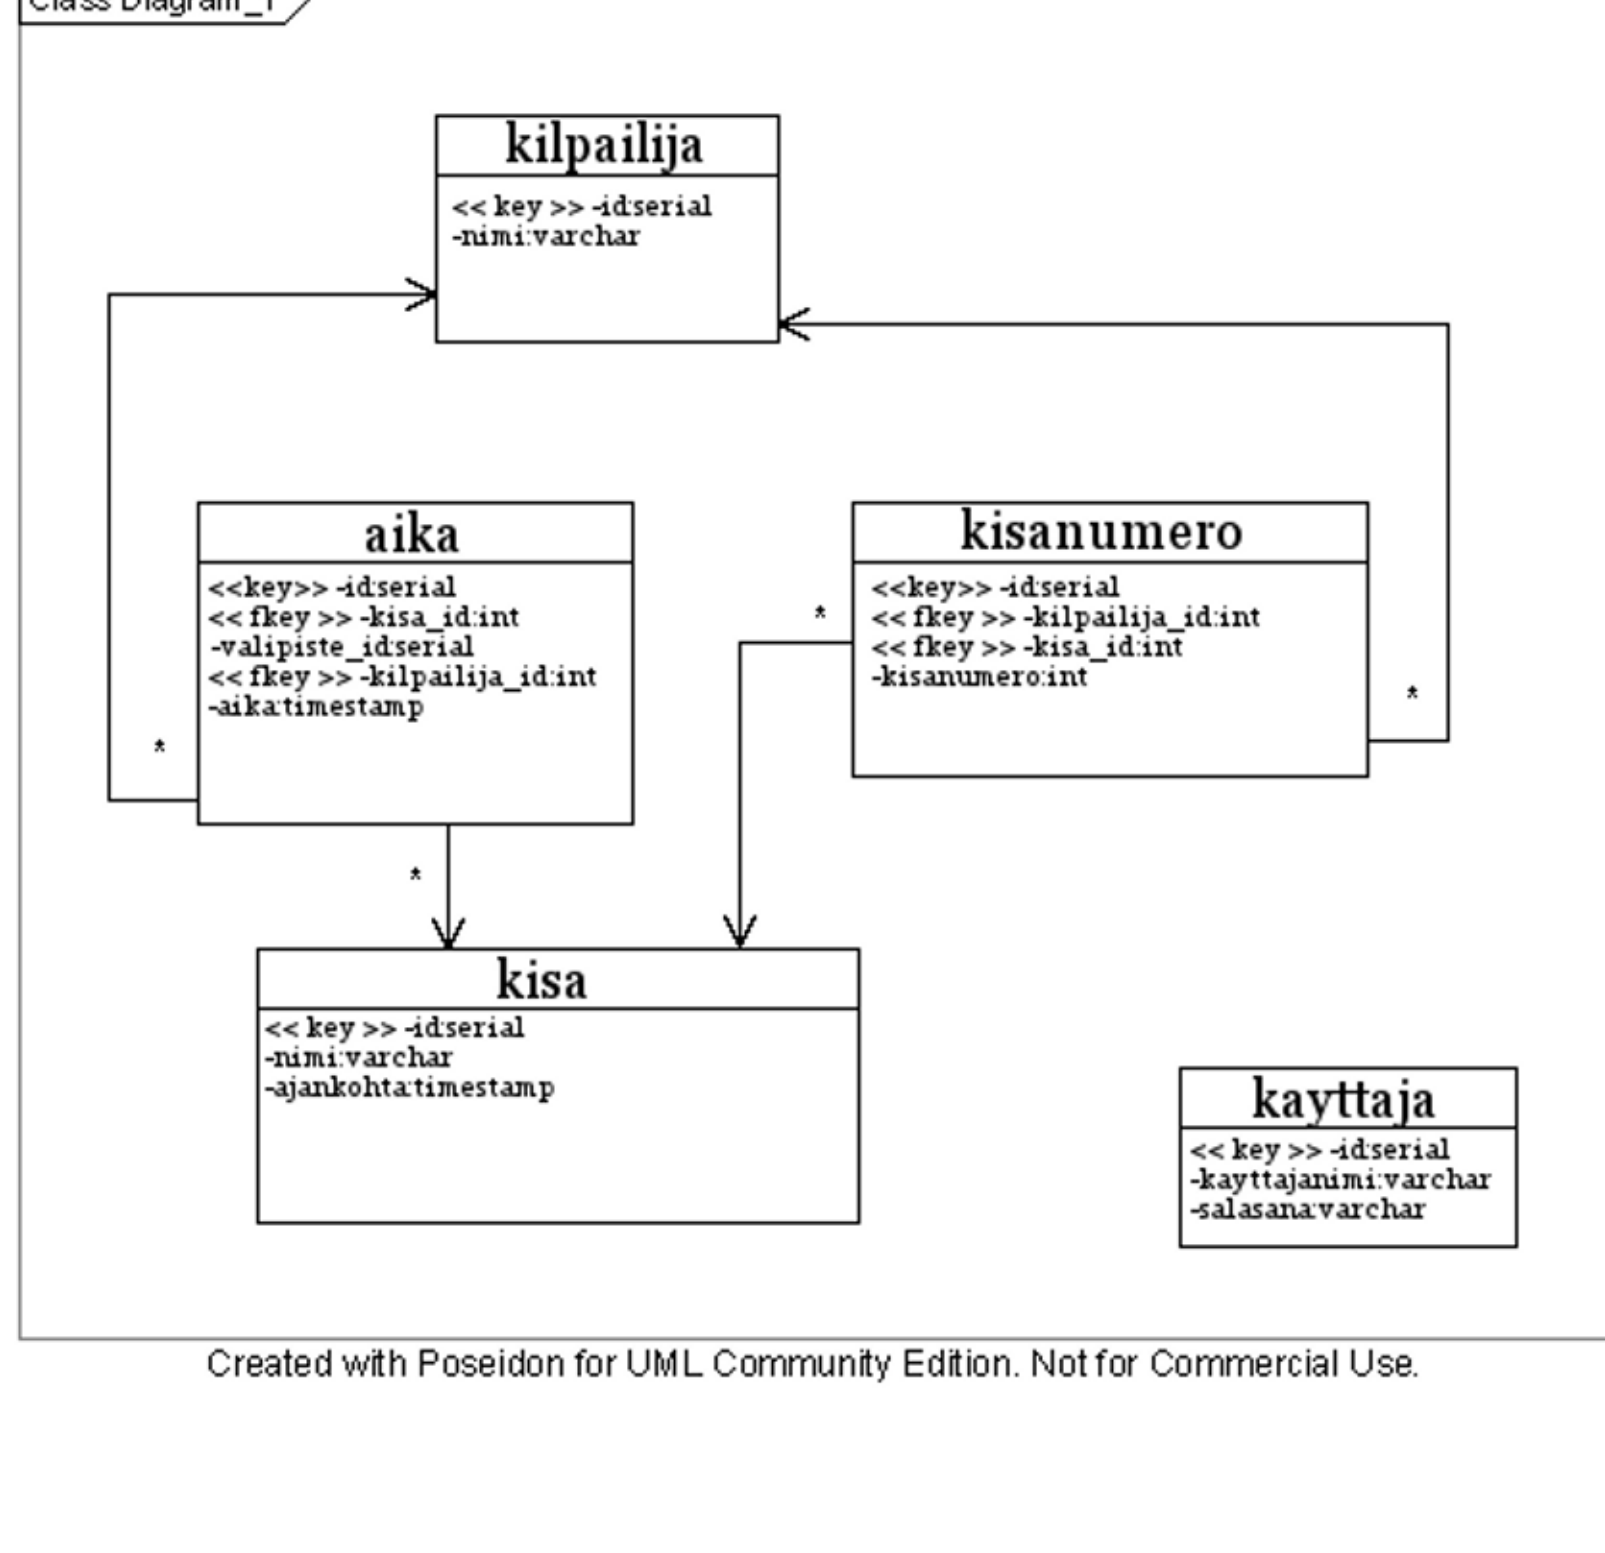 Class Diagram_1
kilpailija
<< key >> -id:serial
-nimi:varchar
aika
<<key>> -id:serial
<< fkey >> -kisa_id:int
-valipiste_id:serial
<< fkey >> -kilpailija_id:int
-aika:timestamp
*
*
kisanumero
<<key>> -id:serial
<< fkey >> -kilpailija_id:int
<< fkey >> -kisa_id:int
-kisanumero:int
*
*
kisa
<< key >> -id:serial
-nimi:varchar
-ajankohta:timestamp
kayttaja
<< key >> -id:serial
-kayttajanimi:varchar
-salasana:varchar
Created with Poseidon for UML Community Edition. Not for Commercial Use.